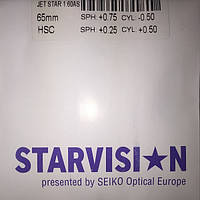 JET STAR 1.60AS
65mm SPH: +0.75 CYL: +0.50
HSC SPH: +0.25 CYL: +0.50
STARVISI★N
presented by SEIKO Optical Europe